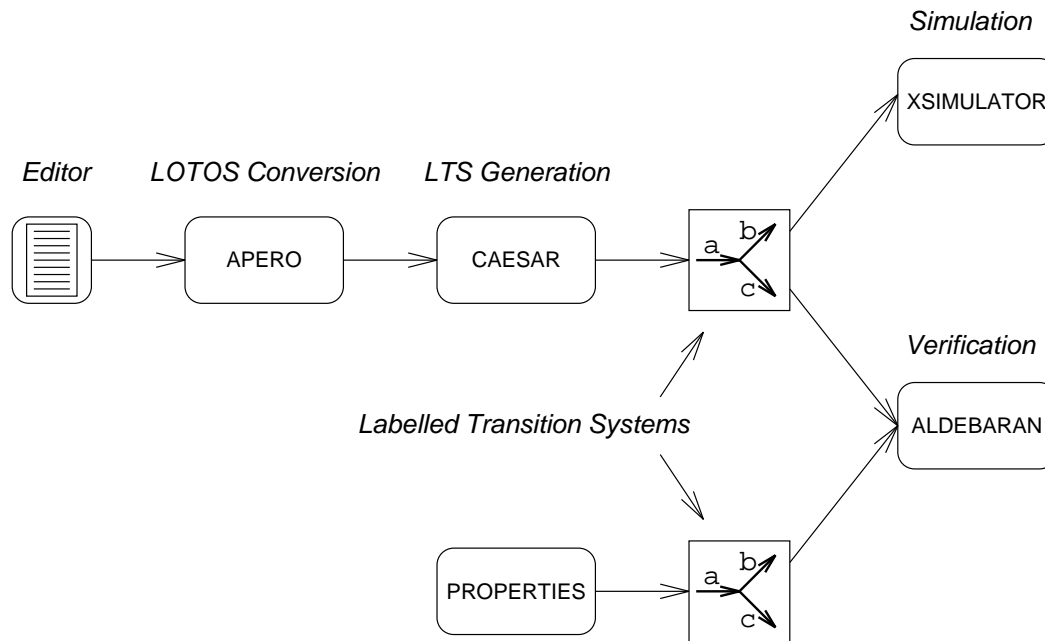 Simulation
XSIMULATOR
Editor
LOTOS Conversion
LTS Generation
APERO
CAESAR
a
b
c
Verification
Labelled Transition Systems
ALDEBARAN
PROPERTIES
a
b
c